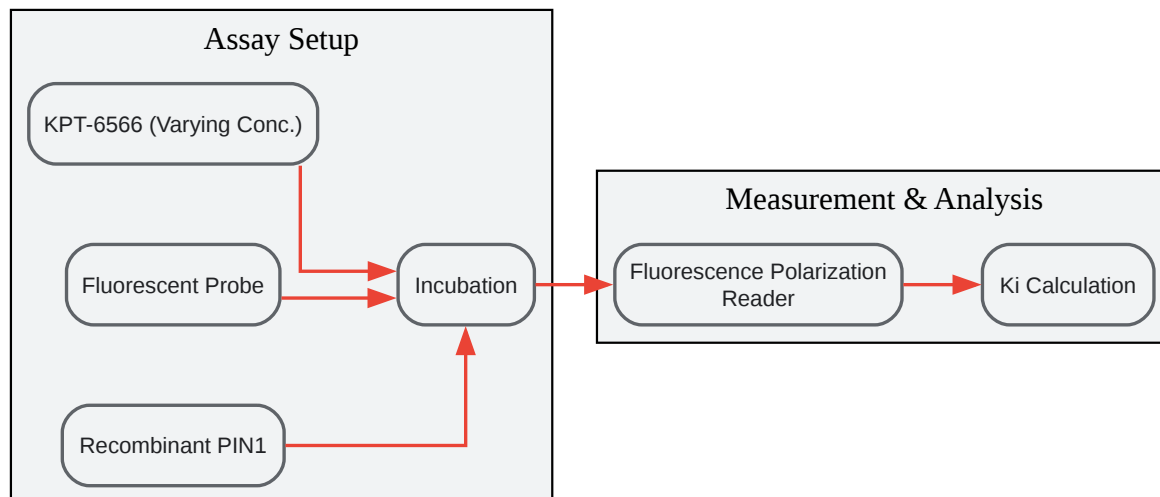 Assay Setup
KPT-6566 (Varying Conc.)
Fluorescent Probe
Incubation
Recombinant PIN1
Measurement & Analysis
Fluorescence Polarization
Reader
Ki Calculation